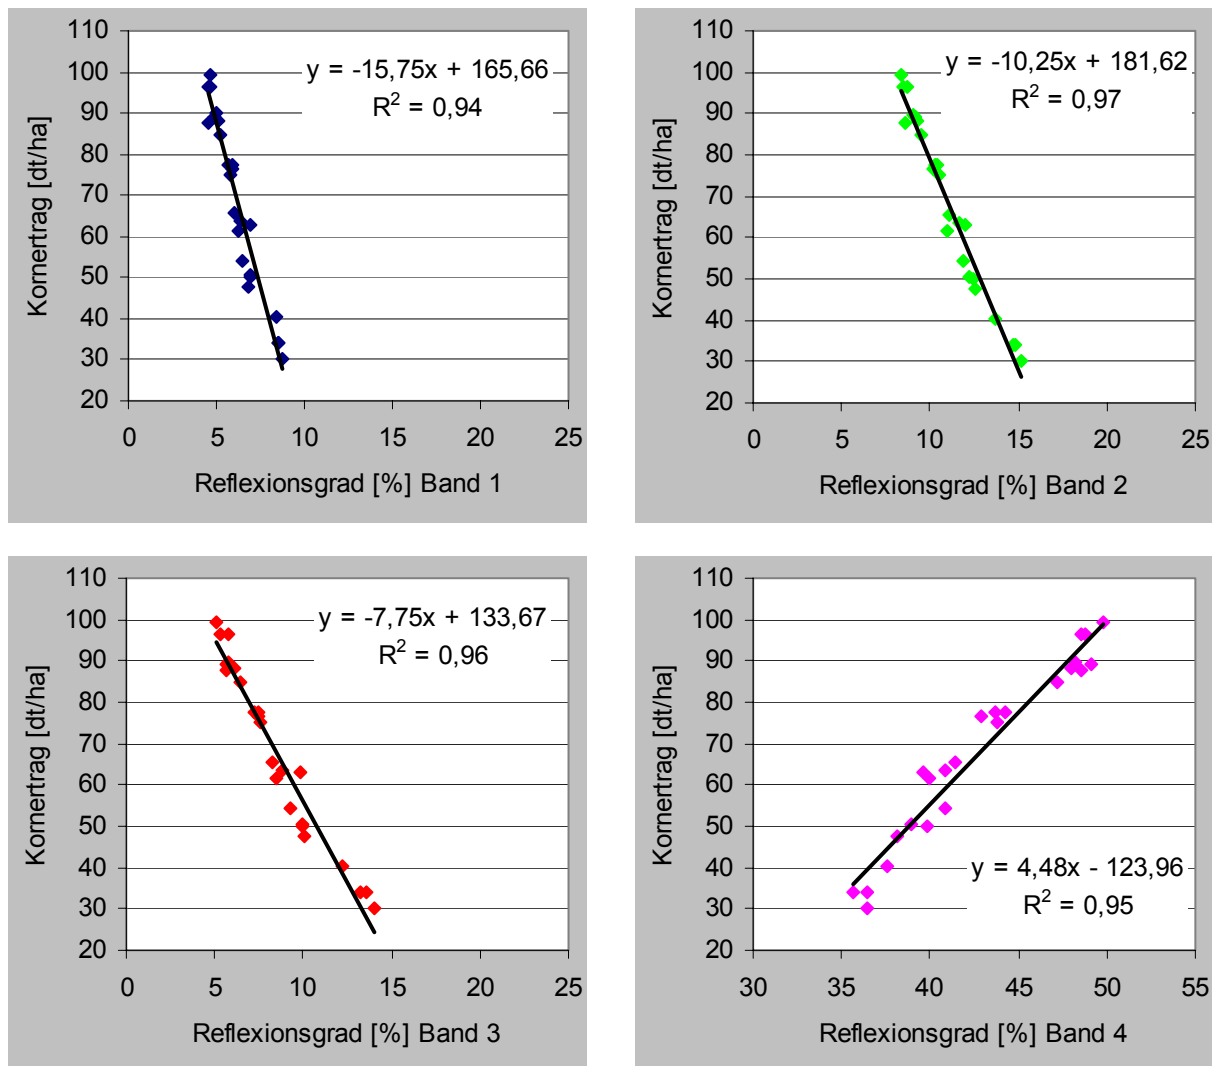 110
100
90
80
70
60
50
40
30
20
Kornertrag [dt/ha]
y = -15,75x + 165,66
R² = 0,94
0 5 10 15 20 25
Reflexionsgrad [%] Band 1
110
100
90
80
70
60
50
40
30
20
Kornertrag [dt/ha]
y = -10,25x + 181,62
R² = 0,97
0 5 10 15 20 25
Reflexionsgrad [%] Band 2
110
100
90
80
70
60
50
40
30
20
Kornertrag [dt/ha]
y = -7,75x + 133,67
R² = 0,96
0 5 10 15 20 25
Reflexionsgrad [%] Band 3
110
100
90
80
70
60
50
40
30
20
Kornertrag [dt/ha]
y = 4,48x - 123,96
R² = 0,95
30 35 40 45 50 55
Reflexionsgrad [%] Band 4